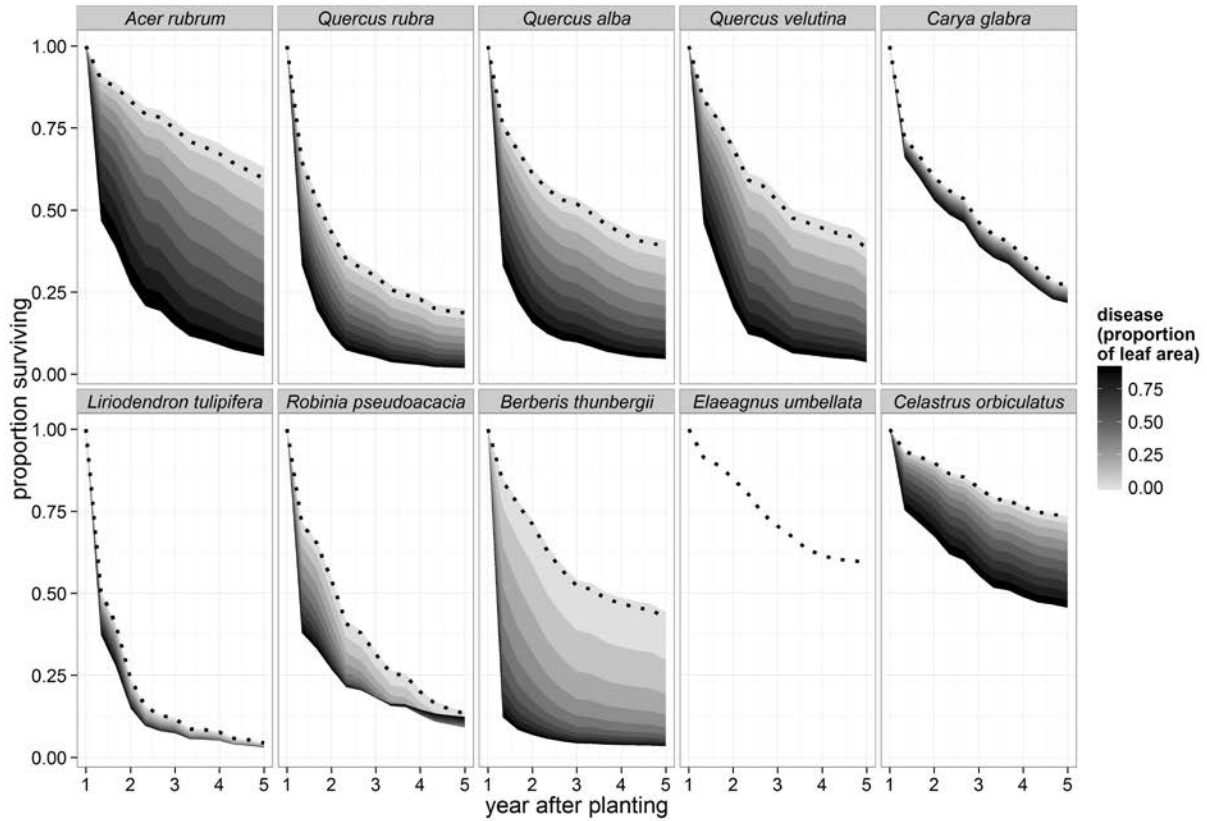 Acer rubrum
Quercus rubra
Quercus alba
Quercus velutina
Carya glabra
1.00
0.75
0.50
0.25
0.00
Liriodendron tulipifera
Robinia pseudoacacia
Berberis thunbergii
Elaeagnus umbellata
Celastrus orbiculatus
1.00
0.75
0.50
0.25
0.00
1 2 3 4 5
1 2 3 4 5
1 2 3 4 5
1 2 3 4 5
1 2 3 4 5
proportion surviving
year after planting
disease
(proportion
of leaf area)
0.75
0.50
0.25
0.00